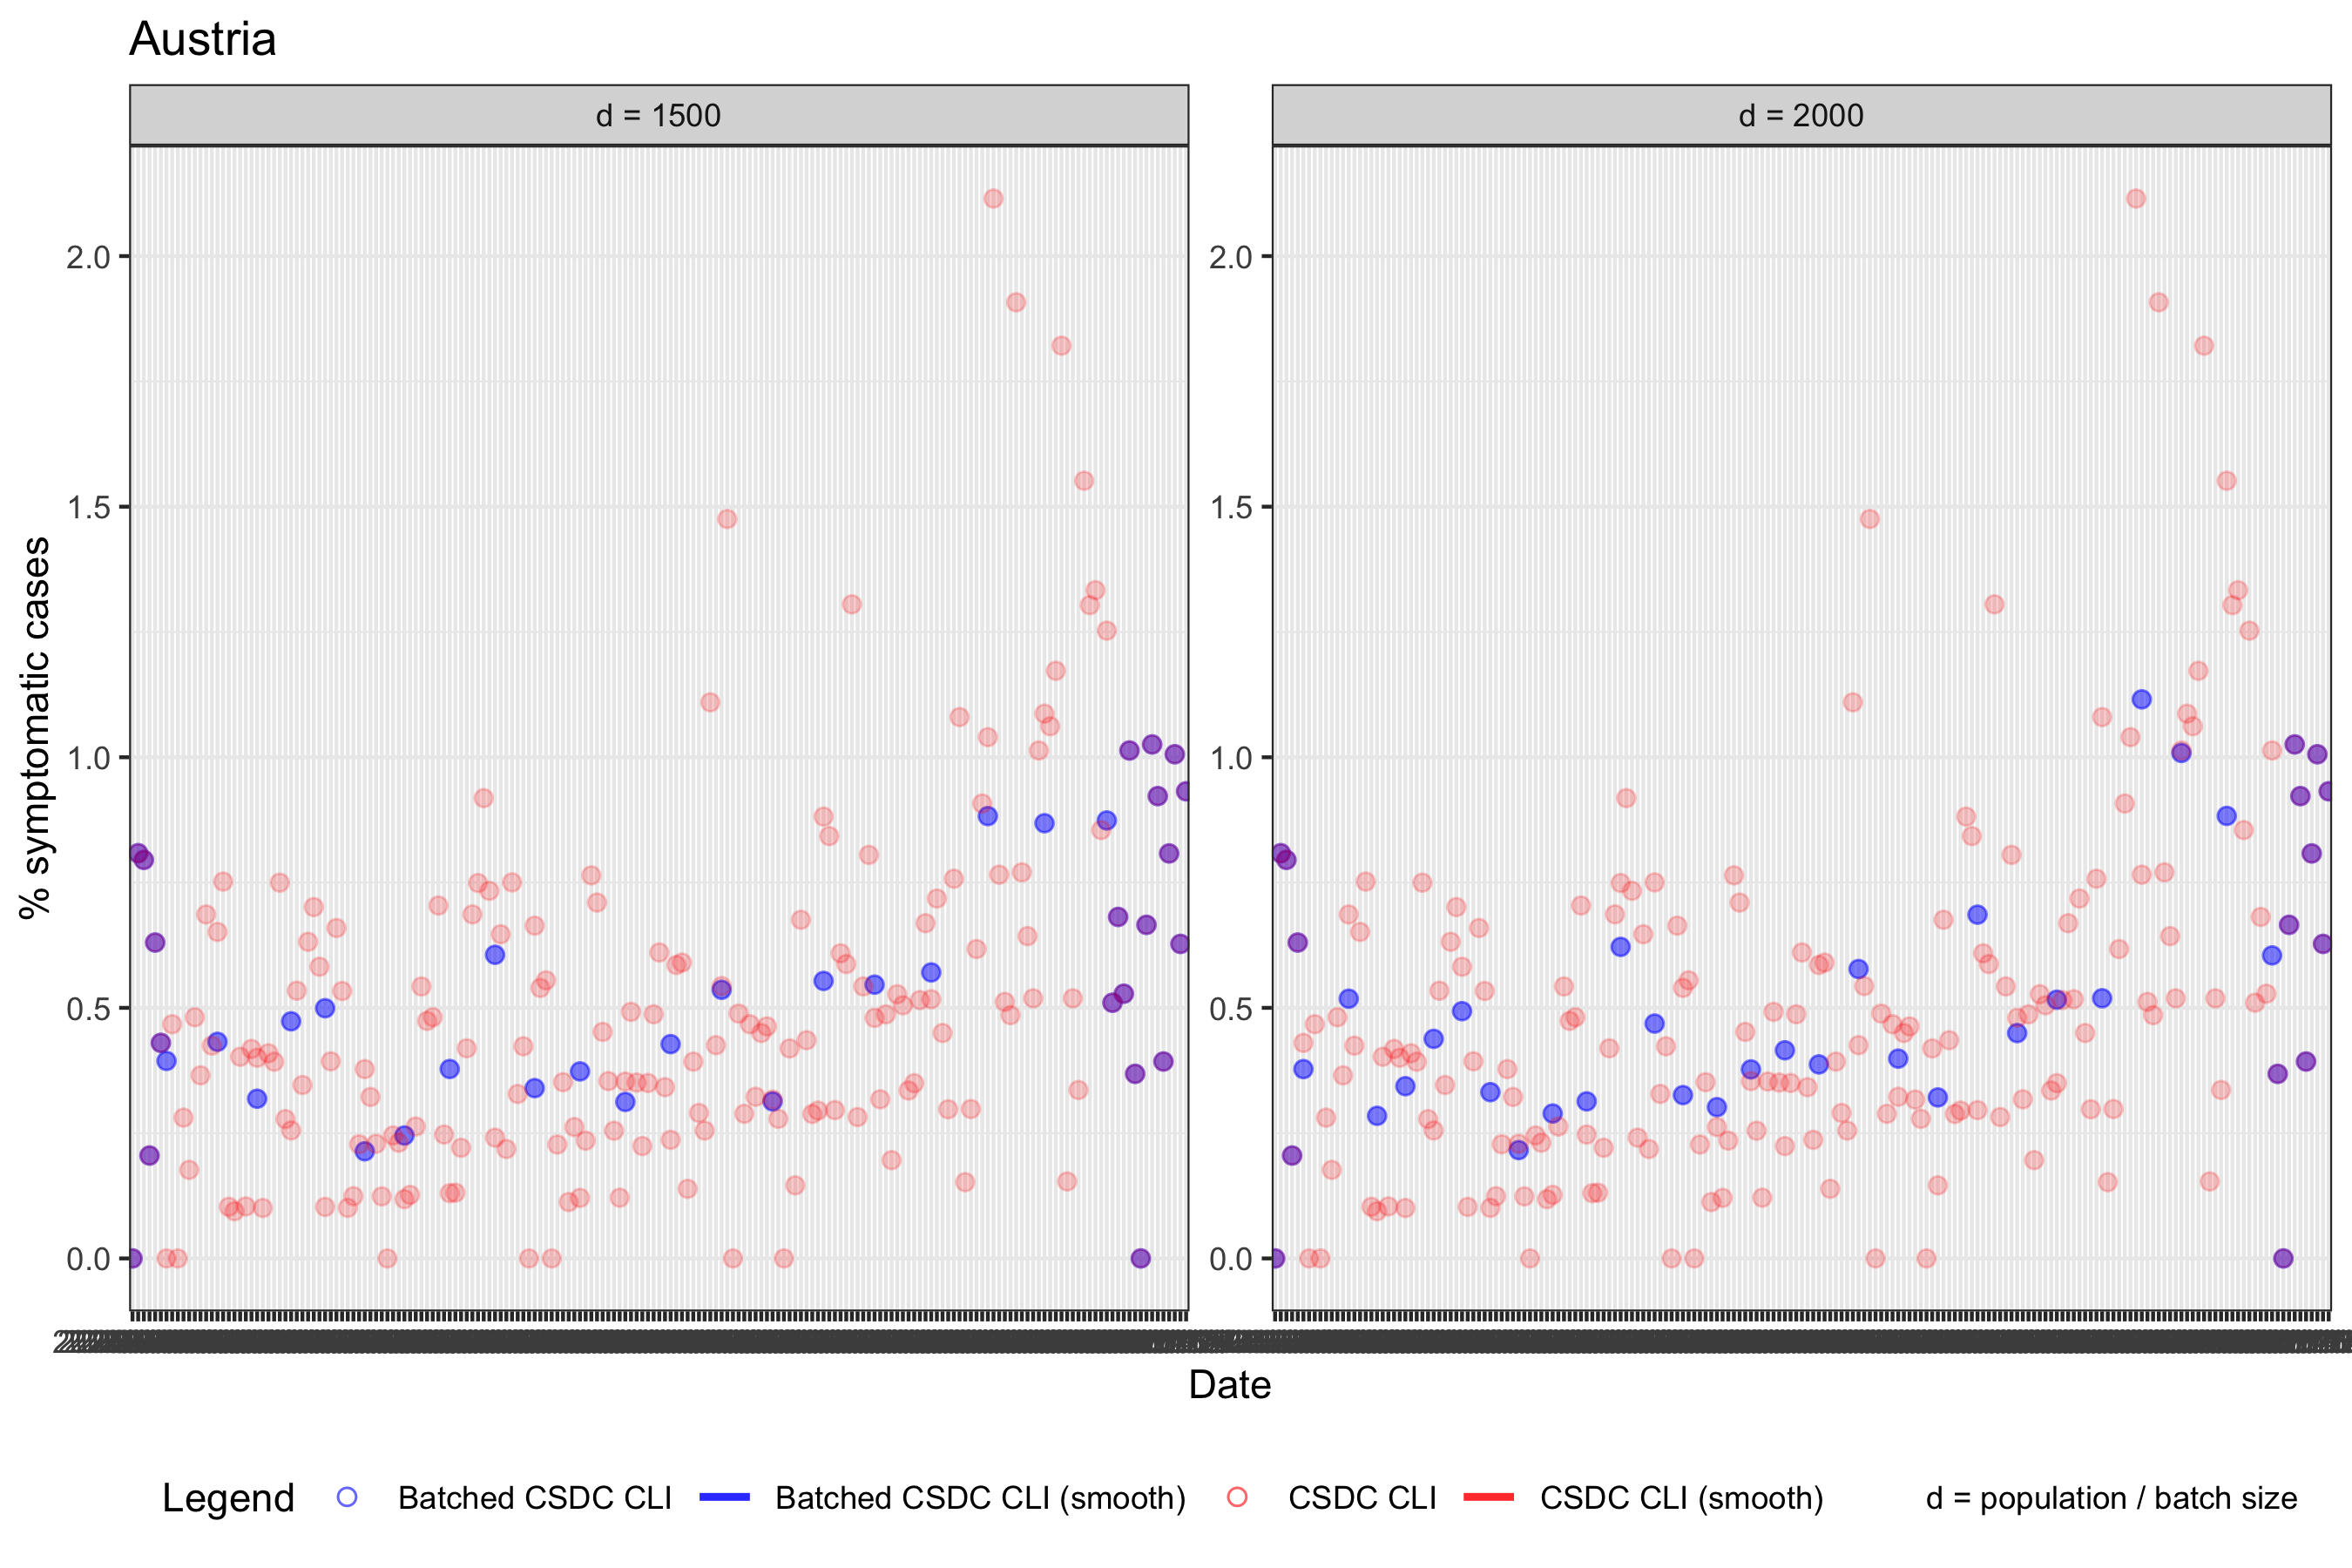 Austria
d = 1500
d = 2000
% symptomatic cases
2.0
1.5
1.0
0.5
0.0
2.0
1.5
1.0
0.5
0.0
Date
Legend Batched CSDC CLI Batched CSDC CLI (smooth) CSDC CLI CSDC CLI (smooth) d = population / batch size